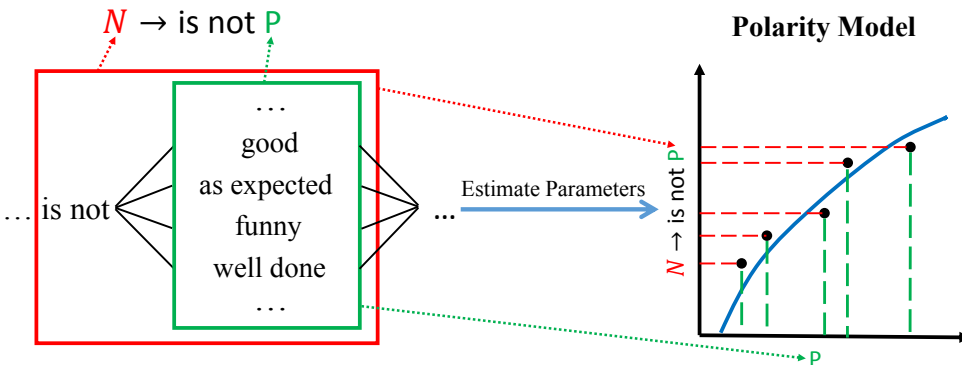 N → is not P
Polarity Model
...
good
as expected
... is not
funny
well done
...
...
Estimate Parameters
N → is not P
P